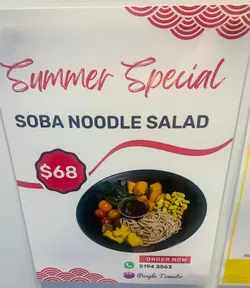 Summer Special
SOBA NOODLE SALAD
$68
ORDER NOW
5194 3563
Purple Tomato